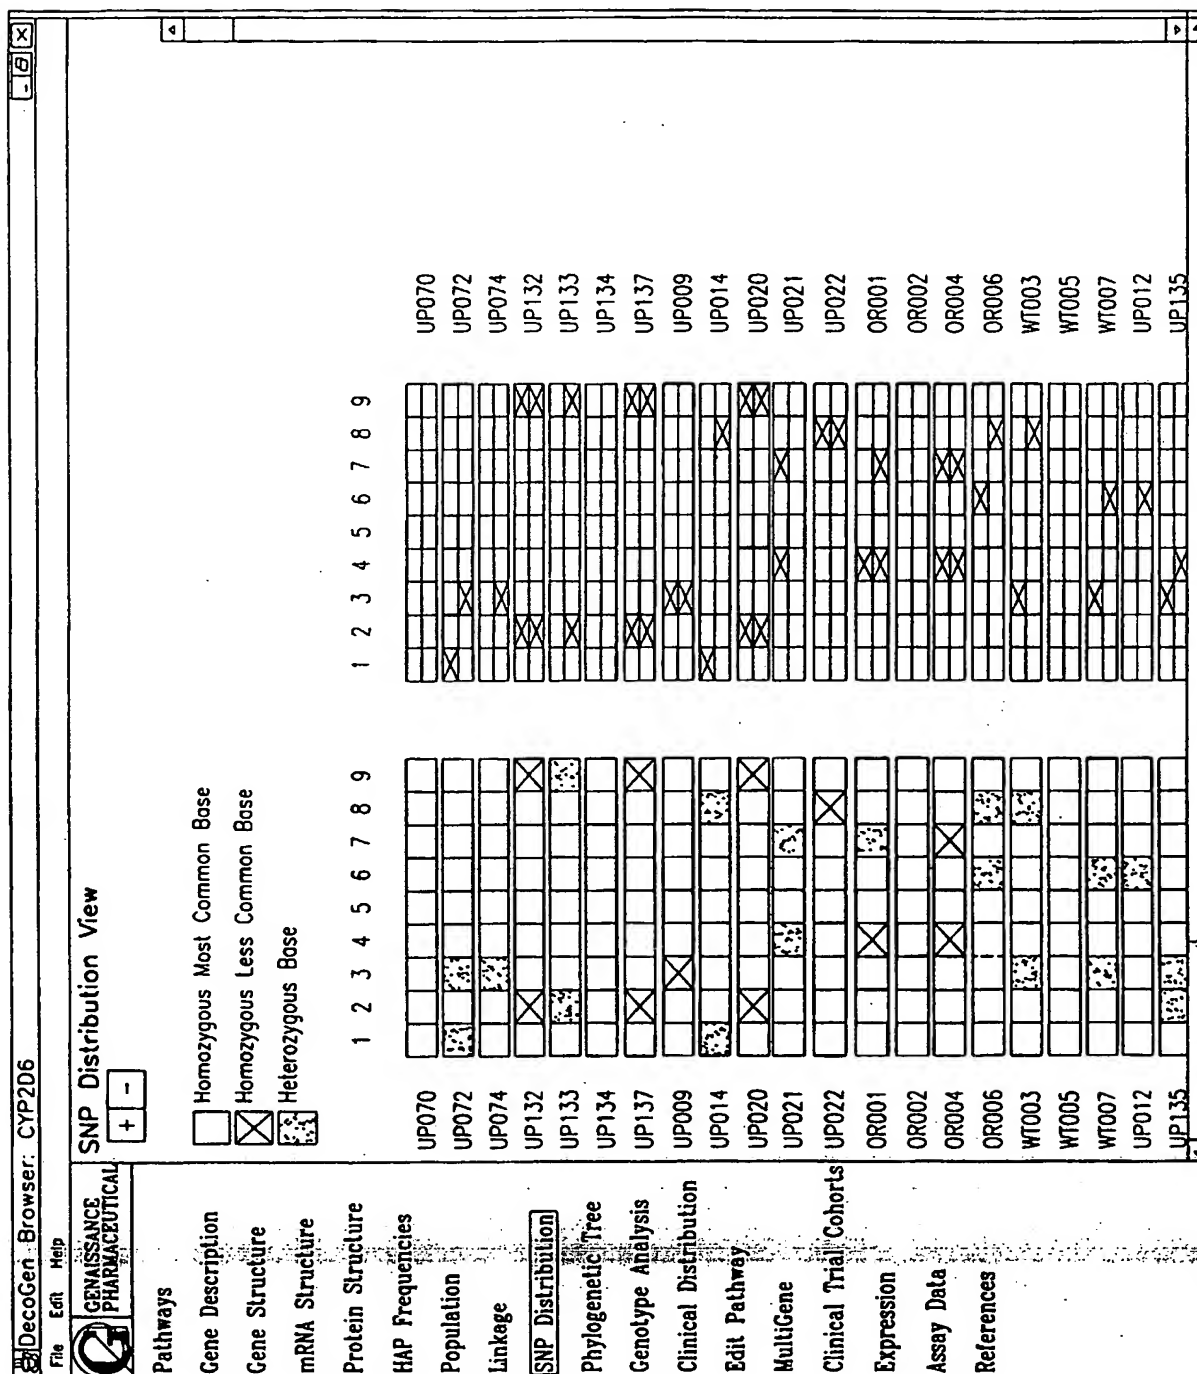 DecoGen Browser: CYP2D6
File Edit Help
GENAISSANCE
PHARMACEUTICAL
Pathways
Gene Description
Gene Structure
mRNA Structure
Protein Structure
HAP Frequencies
Population
Linkage
SNP Distribution
Phylogenetic Tree
Genotype Analysis
Clinical Distribution
Edit Pathway
MultiGene
Clinical Trial Cohorts
Expression
Assay Data
References
SNP Distribution View
+ -
Homozygous Most Common Base
Homozygous Less Common Base
Heterozygous Base
1 2 3 4 5 6 7 8 9 1 2 3 4 5 6 7 8 9
UP070 UP070
UP072 UP072
UP074 UP074
UP132 UP132
UP133 UP133
UP134 UP134
UP137 UP137
UP009 UP009
UP014 UP014
UP020 UP020
UP021 UP021
UP022 UP022
OR001 OR001
OR002 OR002
OR004 OR004
OR006 OR006
WT003 WT003
WT005 WT005
WT007 WT007
UP012 UP012
UP135 UP135